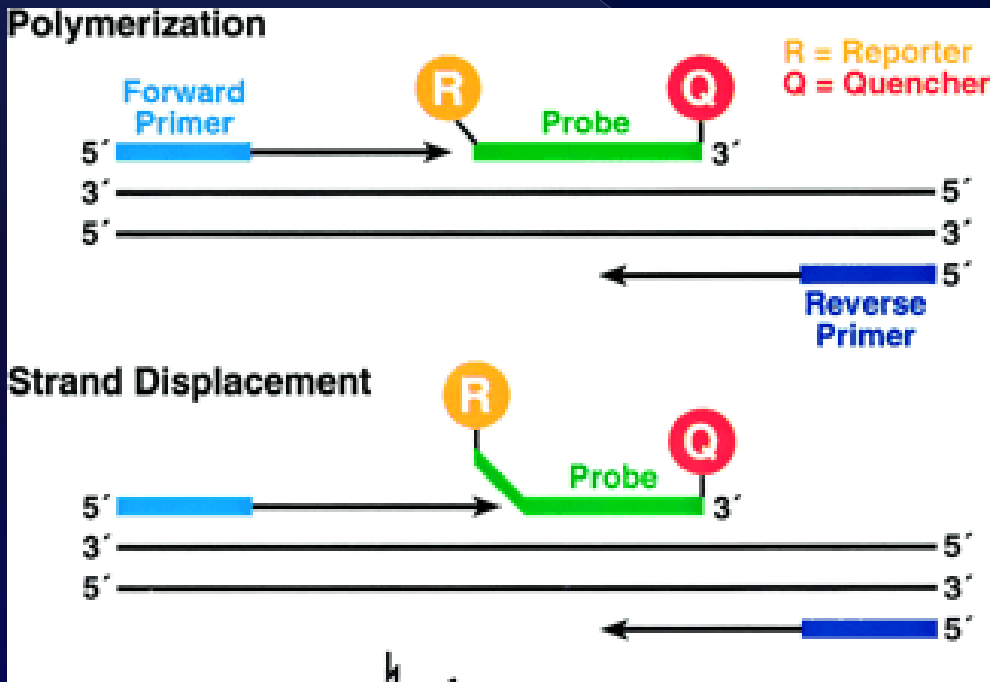 Polymerization
R = Reporter
Q = Quencher
Forward
Primer
R
Q
Probe
5´ 3´
3´ 5´
5´ 3´
5´
Reverse
Primer
Strand Displacement
R
Q
Probe
5´ 3´
3´ 5´
5´ 3´
5´